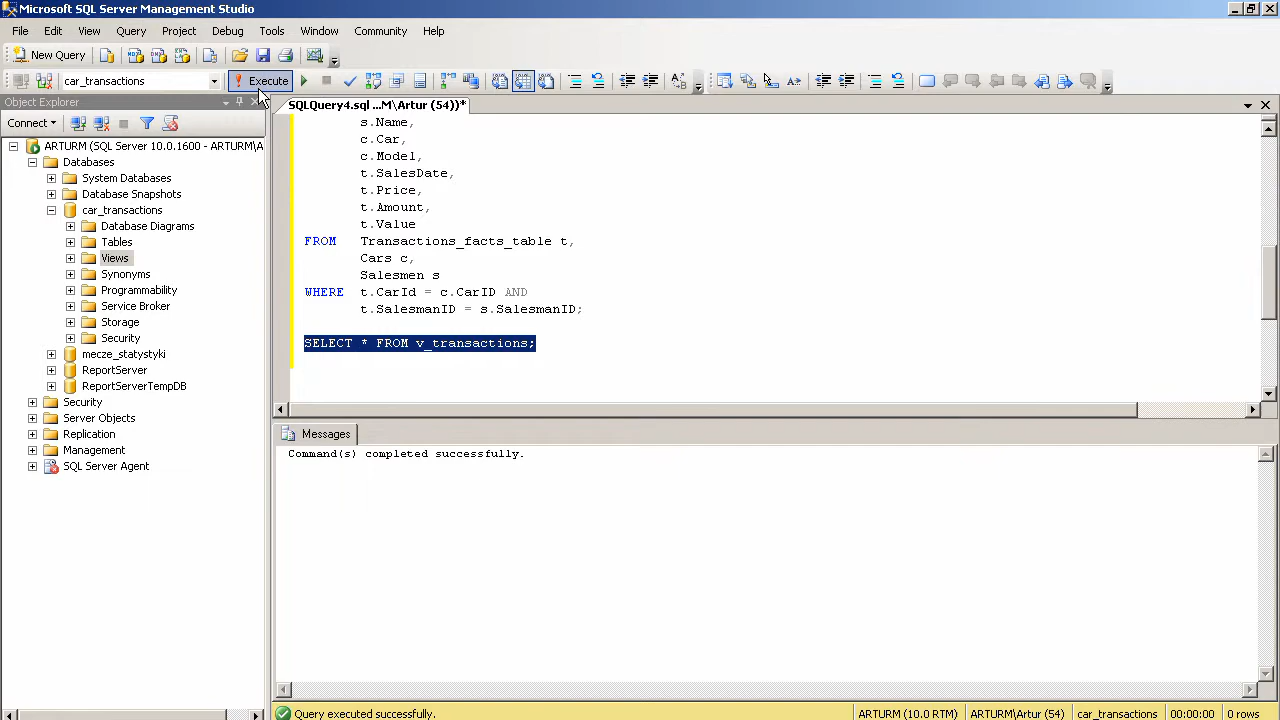 Microsoft SQL Server Management Studio
File Edit View Query Project Debug Tools Window Community Help
New Query
car_transactions Execute
Object Explorer
SQLQuery4.sql ...M\Artur (54))*
Connect
ARTURM (SQL Server 10.0.1600 - ARTURM\A
Databases
System Databases
Database Snapshots
car_transactions
Database Diagrams
Tables
Views
Synonyms
Programmability
Service Broker
Storage
Security
mecze_statystyki
ReportServer
ReportServerTempDB
Security
Server Objects
Replication
Management
SQL Server Agent
s.Name,
c.Car,
c.Model,
t.SalesDate,
t.Price,
t.Amount,
t.Value
FROM Transactions_facts_table t,
Cars c,
Salesmen s
WHERE t.CarId = c.CarID AND
t.SalesmanID = s.SalesmanID;
SELECT * FROM v_transactions;
Messages
Command(s) completed successfully.
Query executed successfully. ARTURM (10.0 RTM) ARTURM\Artur (54) car_transactions 00:00:00 0 rows